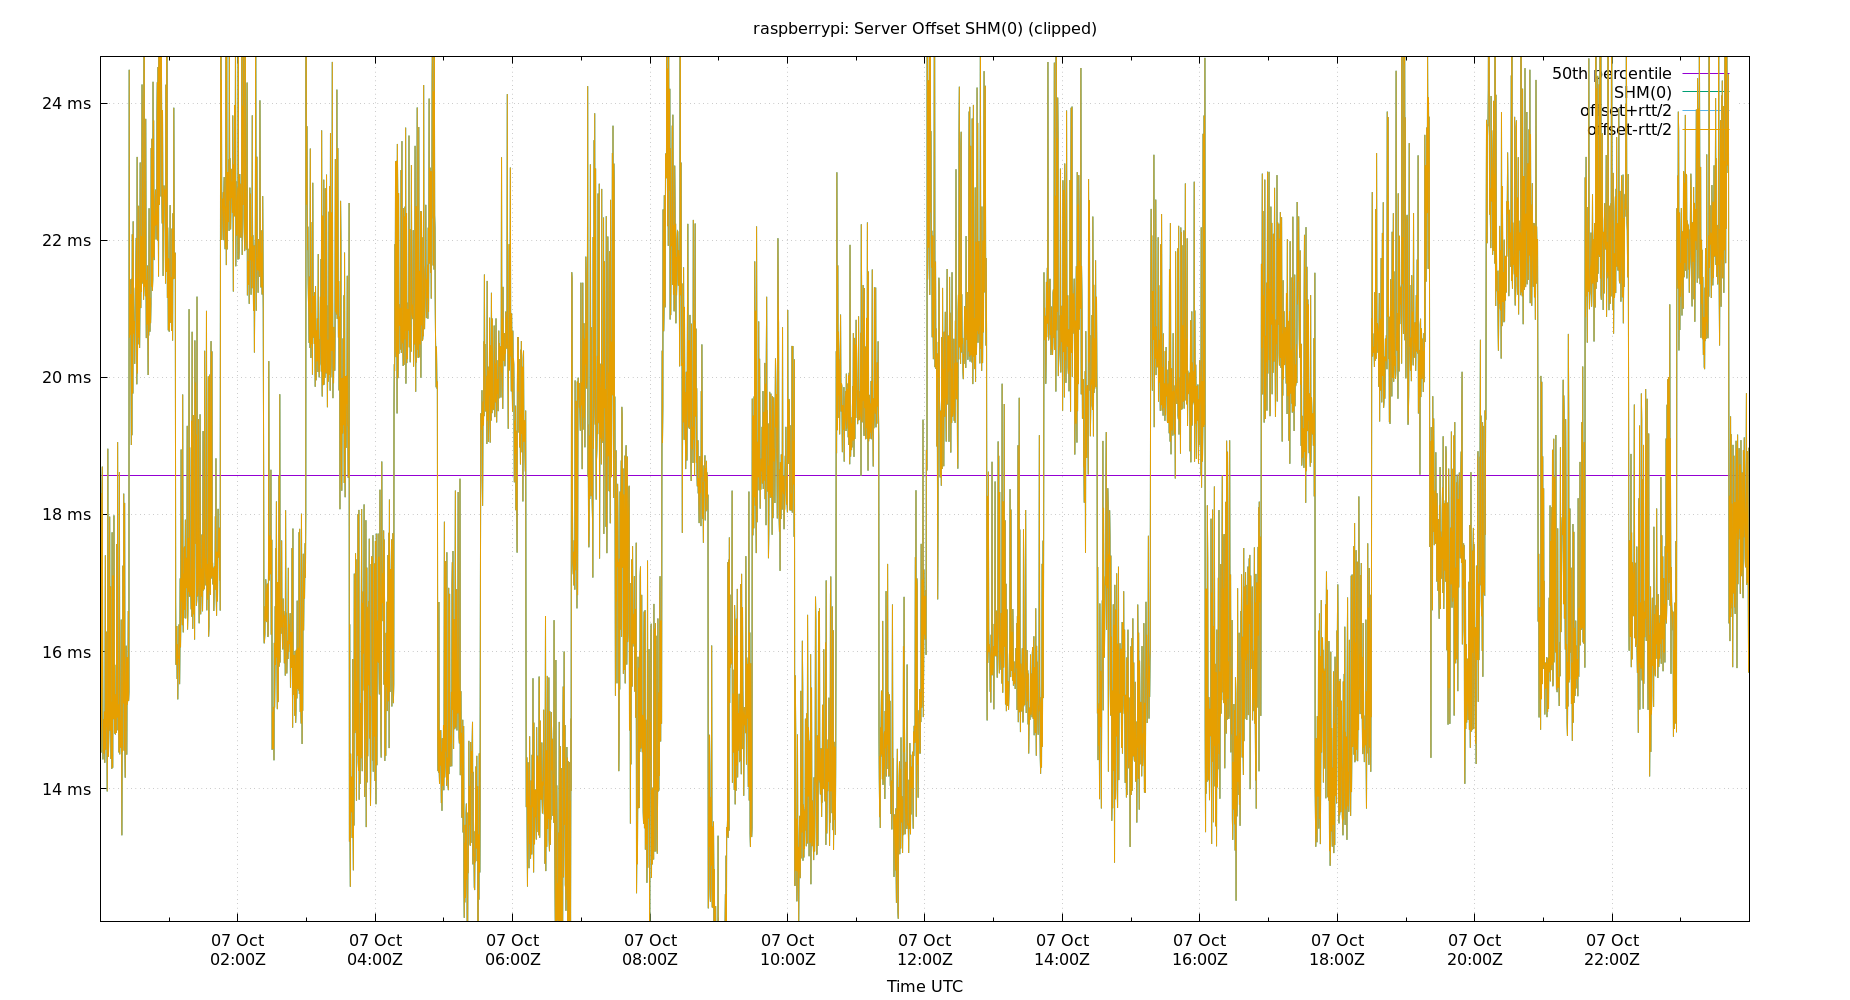 raspberrypi: Server Offset SHM(0) (clipped)
50th percentile
SHM(0)
offset+rtt/2
offset-rtt/2
24 ms
22 ms
20 ms
18 ms
16 ms
14 ms
07 Oct 02:00Z
07 Oct 04:00Z
07 Oct 06:00Z
07 Oct 08:00Z
07 Oct 10:00Z
07 Oct 12:00Z
07 Oct 14:00Z
07 Oct 16:00Z
07 Oct 18:00Z
07 Oct 20:00Z
07 Oct 22:00Z
Time UTC